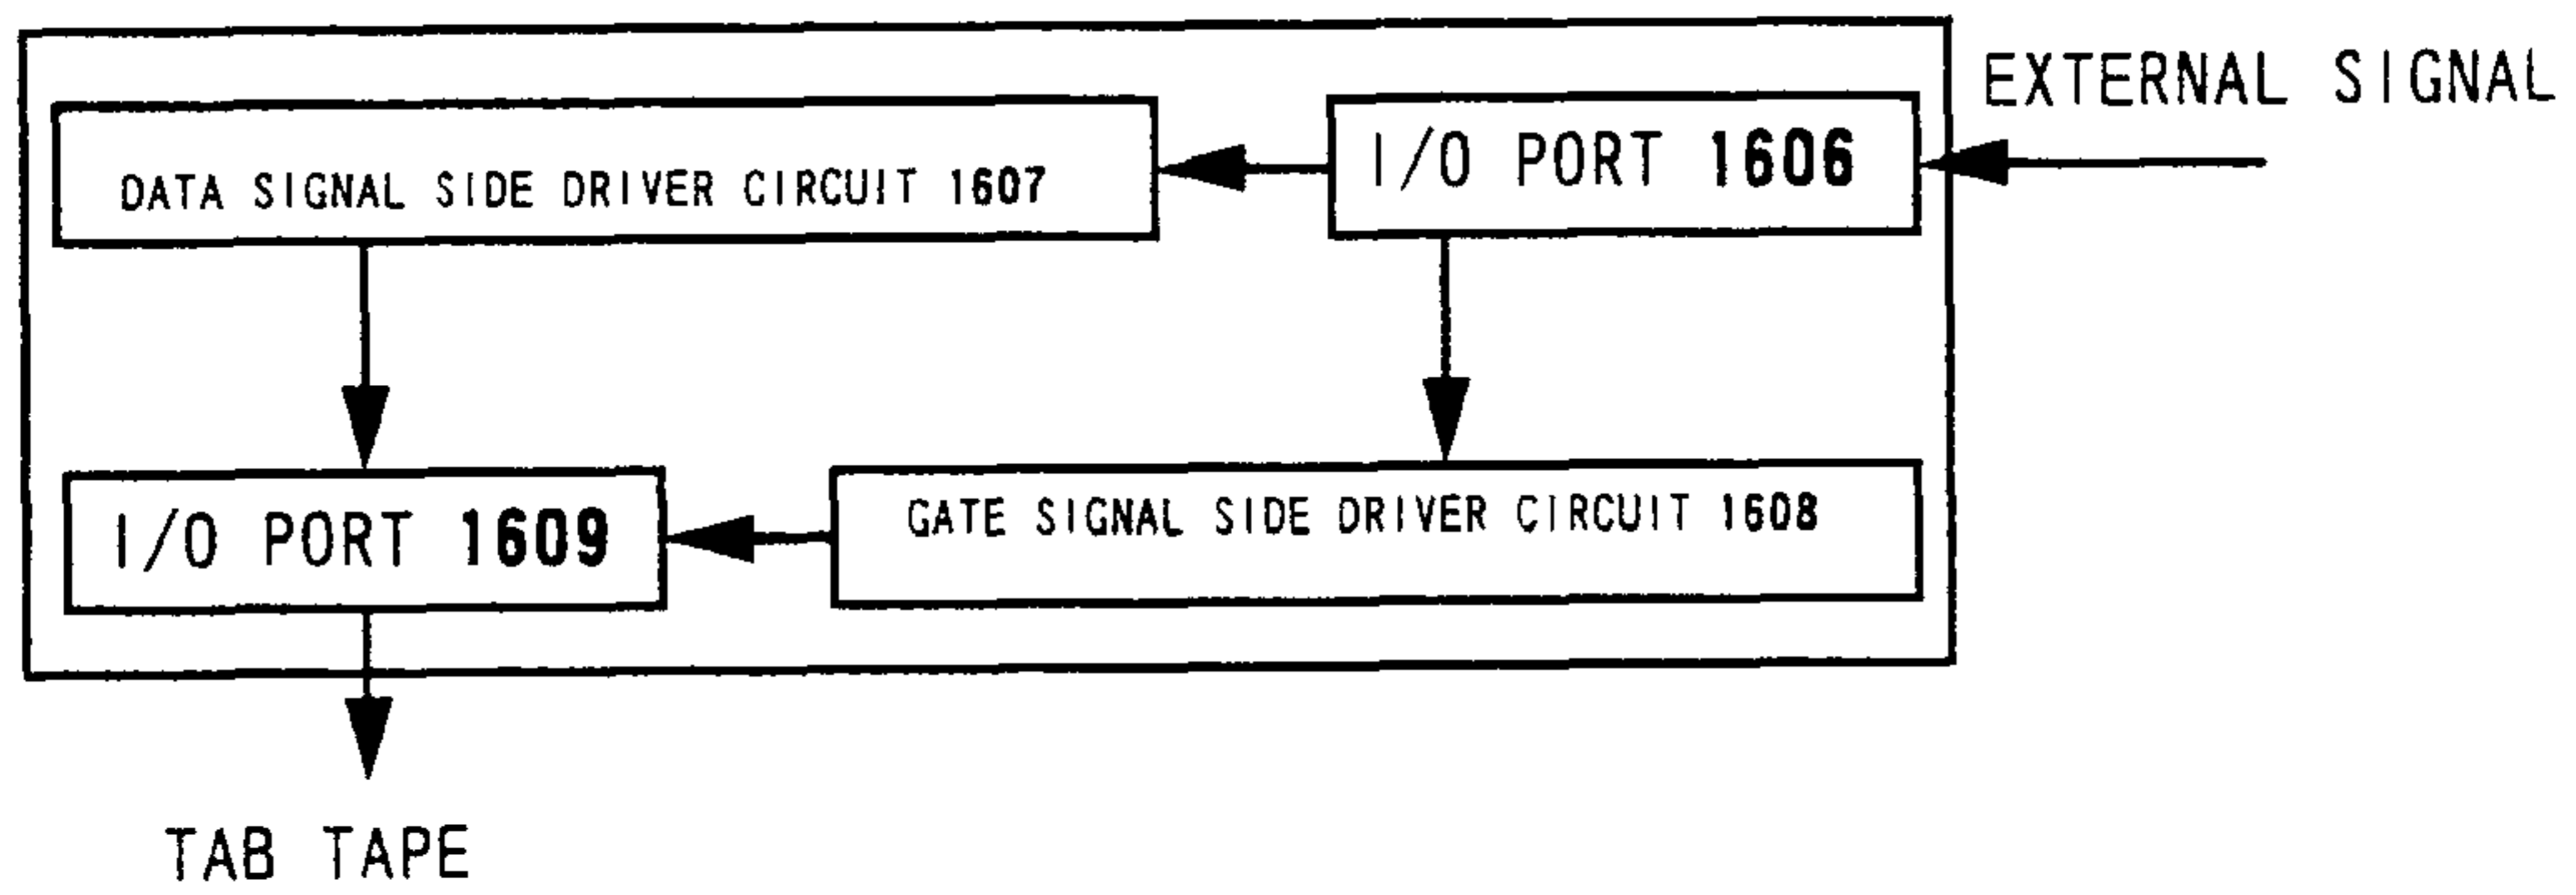 EXTERNAL SIGNAL
I/O PORT 1606
DATA SIGNAL SIDE DRIVER CIRCUIT 1607
GATE SIGNAL SIDE DRIVER CIRCUIT 1608
I/O PORT 1609
TAB TAPE